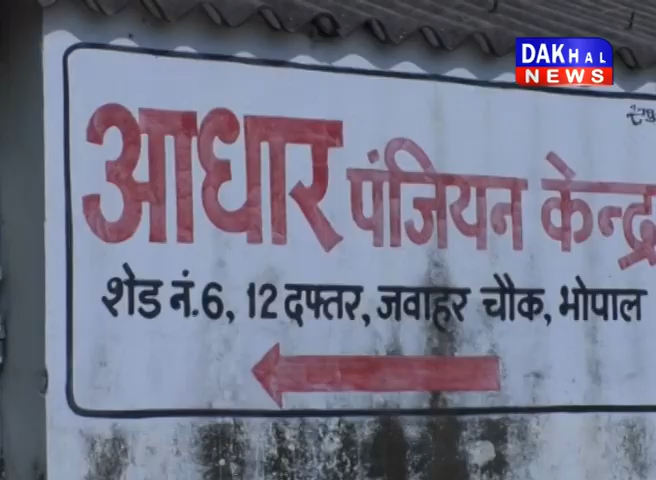 DAKHAL
NEWS
आधार पंजियन केन्द्र
शेड नं.6, 12 दफ्तर, जवाहर चौक, भोपाल